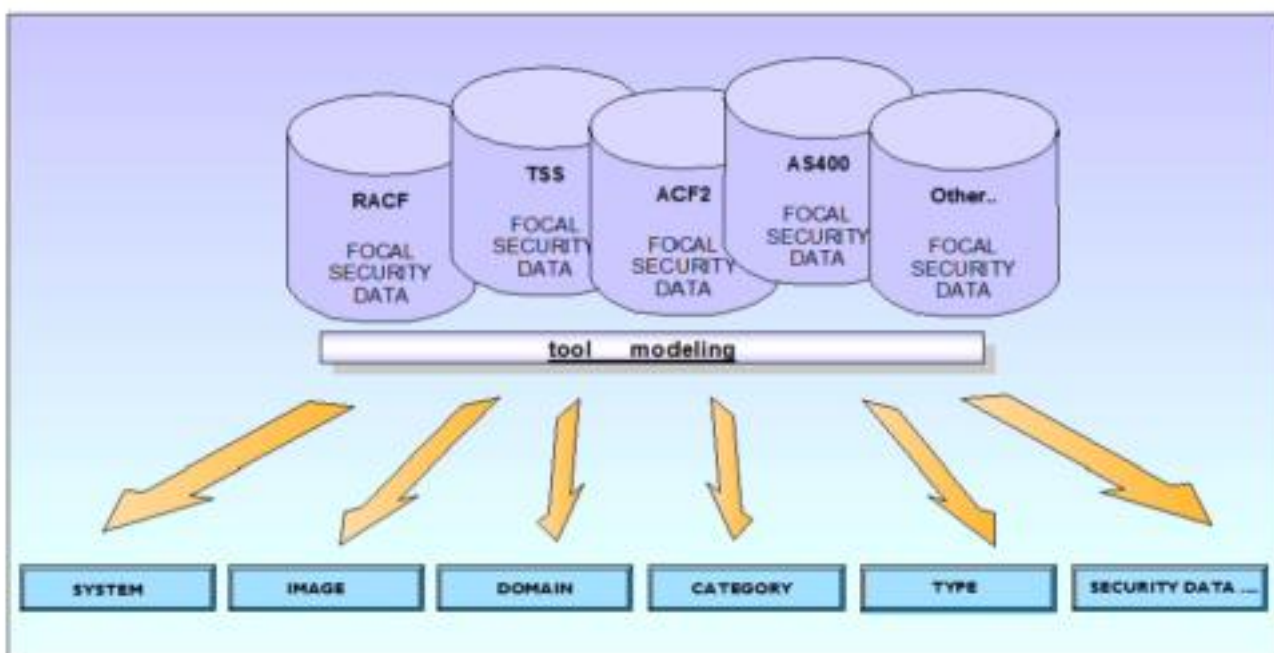 RACF
FOCAL
SECURITY
DATA
TSS
FOCAL
SECURITY
DATA
ACF2
FOCAL
SECURITY
DATA
AS400
FOCAL
SECURITY
DATA
Other..
FOCAL
SECURITY
DATA
tool modeling
SYSTEM
IMAGE
DOMAIN
CATEGORY
TYPE
SECURITY DATA ....